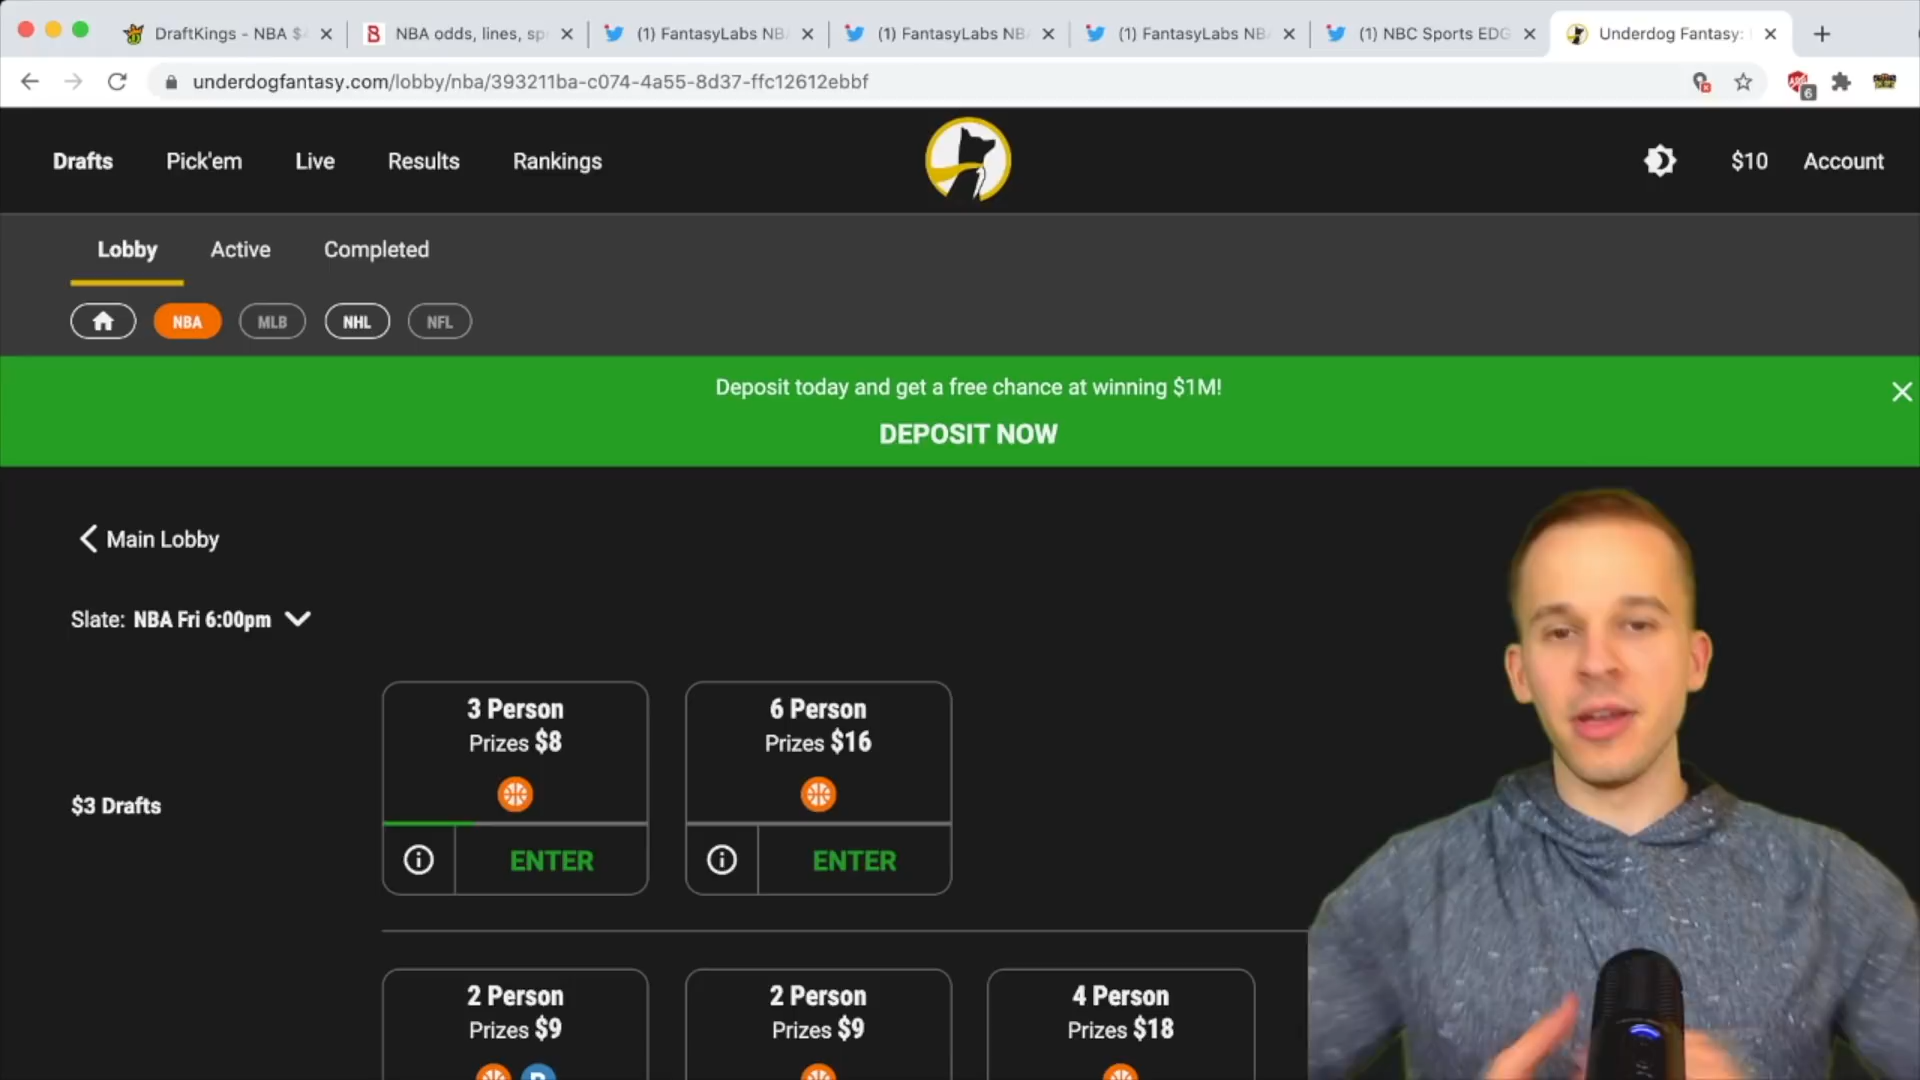 DraftKings - NBA $
NBA odds, lines, sp
(1) FantasyLabs NB
(1) FantasyLabs NB
(1) FantasyLabs NB
(1) NBC Sports EDG
Underdog Fantasy:
underdogfantasy.com/lobby/nba/393211ba-c074-4a55-8d37-ffc12612ebbf
6
Drafts
Pick'em
Live
Results
Rankings
$10
Account
Lobby
Active
Completed
NBA
MLB
NHL
NFL
Deposit today and get a free chance at winning $1M!
DEPOSIT NOW
Main Lobby
Slate: NBA Fri 6:00pm
$3 Drafts
3 Person
Prizes $8
ENTER
6 Person
Prizes $16
ENTER
2 Person
Prizes $9
2 Person
Prizes $9
4 Person
Prizes $18